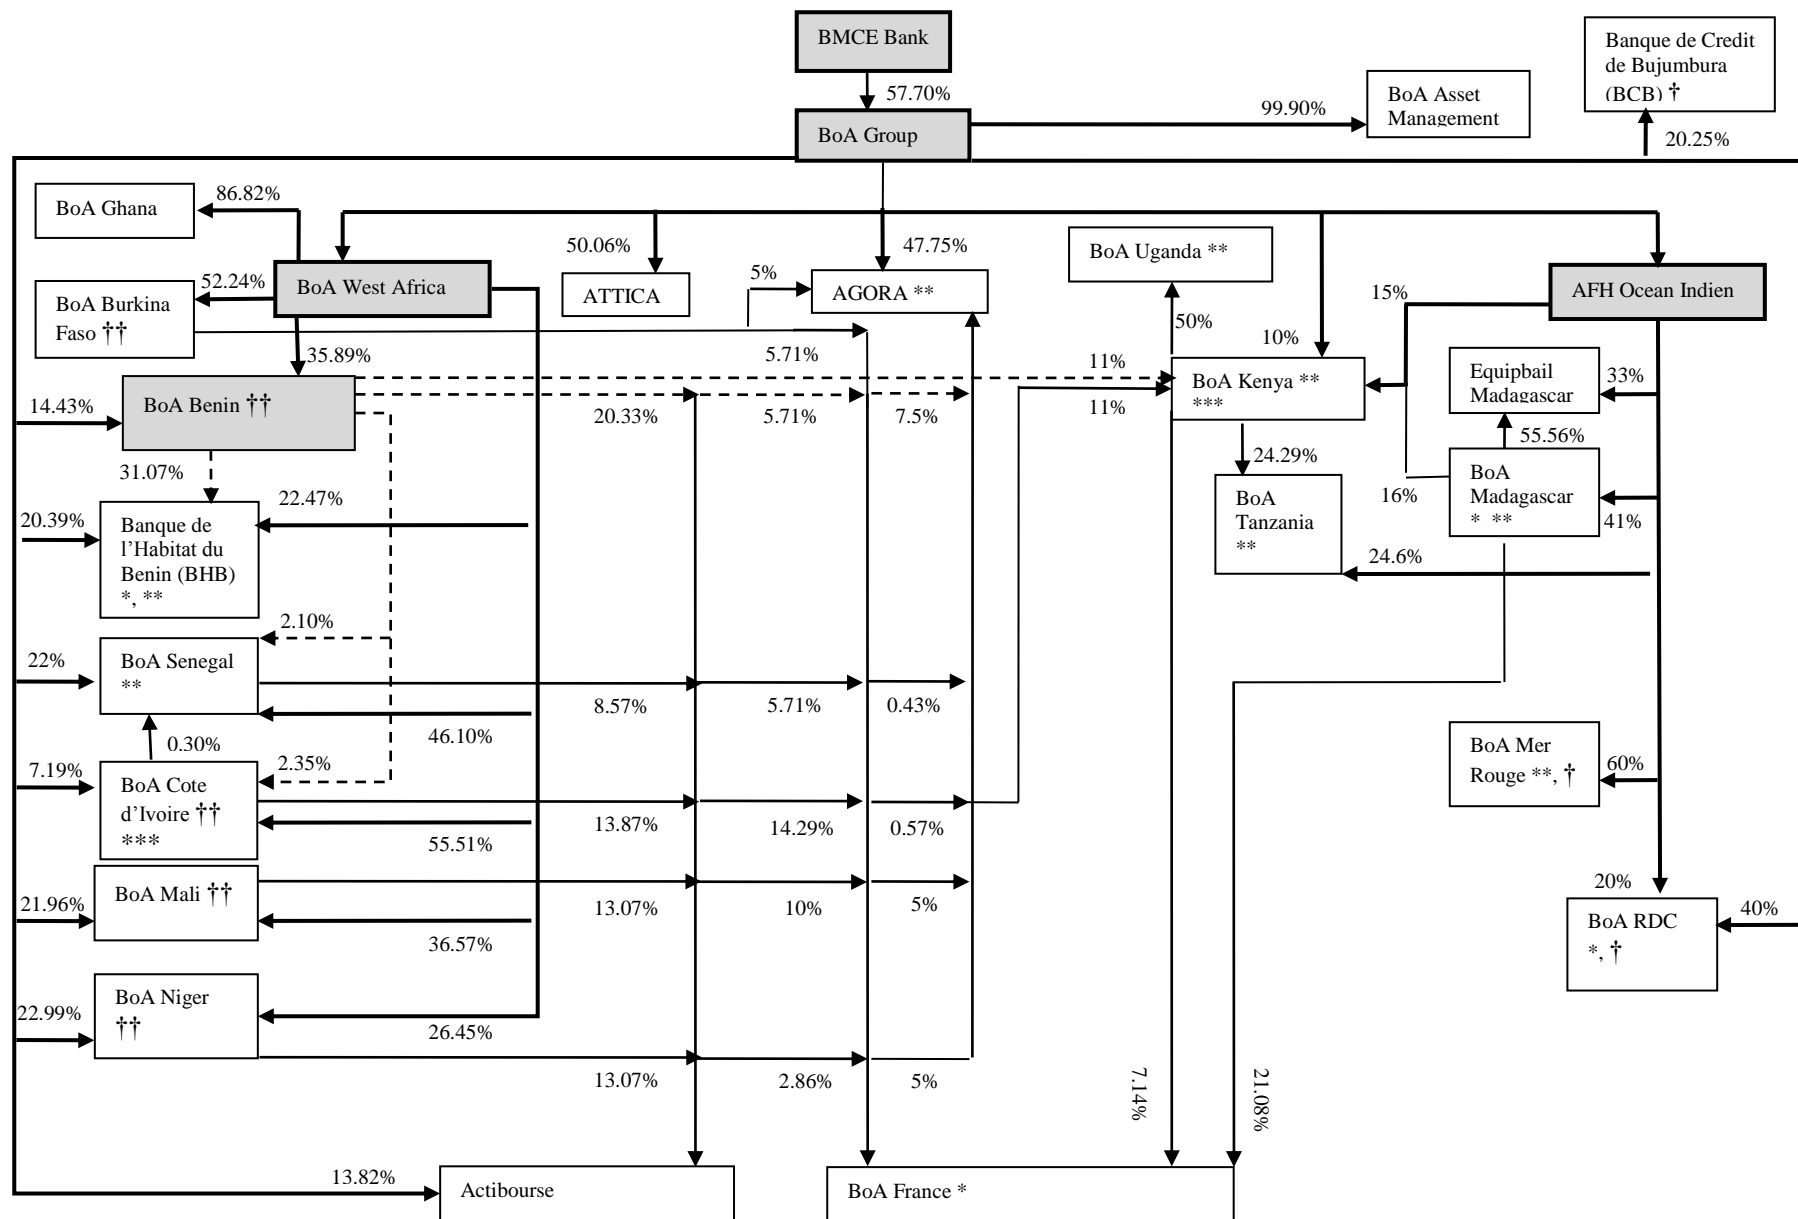 BMCE Bank
Banque de Credit
de Bujumbura
(BCB) †
57.70%
BoA Asset
Management
99.90%
BoA Group
20.25%
BoA Ghana
86.82%
50.06%
47.75%
BoA Uganda **
52.24%
BoA West Africa
5%
ATTICA
AGORA **
15%
AFH Ocean Indien
BoA Burkina
Faso ††
50%
10%
35.89%
5.71%
11%
BoA Kenya **
***
Equipbail
Madagascar
33%
14.43%
BoA Benin ††
20.33%
5.71%
7.5%
11%
55.56%
31.07%
24.29%
22.47%
BoA
Tanzania
**
16%
BoA
Madagascar
* **
41%
20.39%
Banque de
l’Habitat du
Benin (BHB)
*, **
24.6%
2.10%
22%
BoA Senegal
**
8.57%
5.71%
0.43%
46.10%
0.30%
2.35%
BoA Mer
Rouge **, †
60%
7.19%
BoA Cote
d’Ivoire ††
***
13.87%
14.29%
0.57%
55.51%
BoA Mali ††
20%
21.96%
13.07%
10%
5%
40%
BoA RDC
*, †
36.57%
BoA Niger
††
22.99%
26.45%
13.07%
2.86%
5%
7.14%
21.08%
13.82%
Actibourse
BoA France *